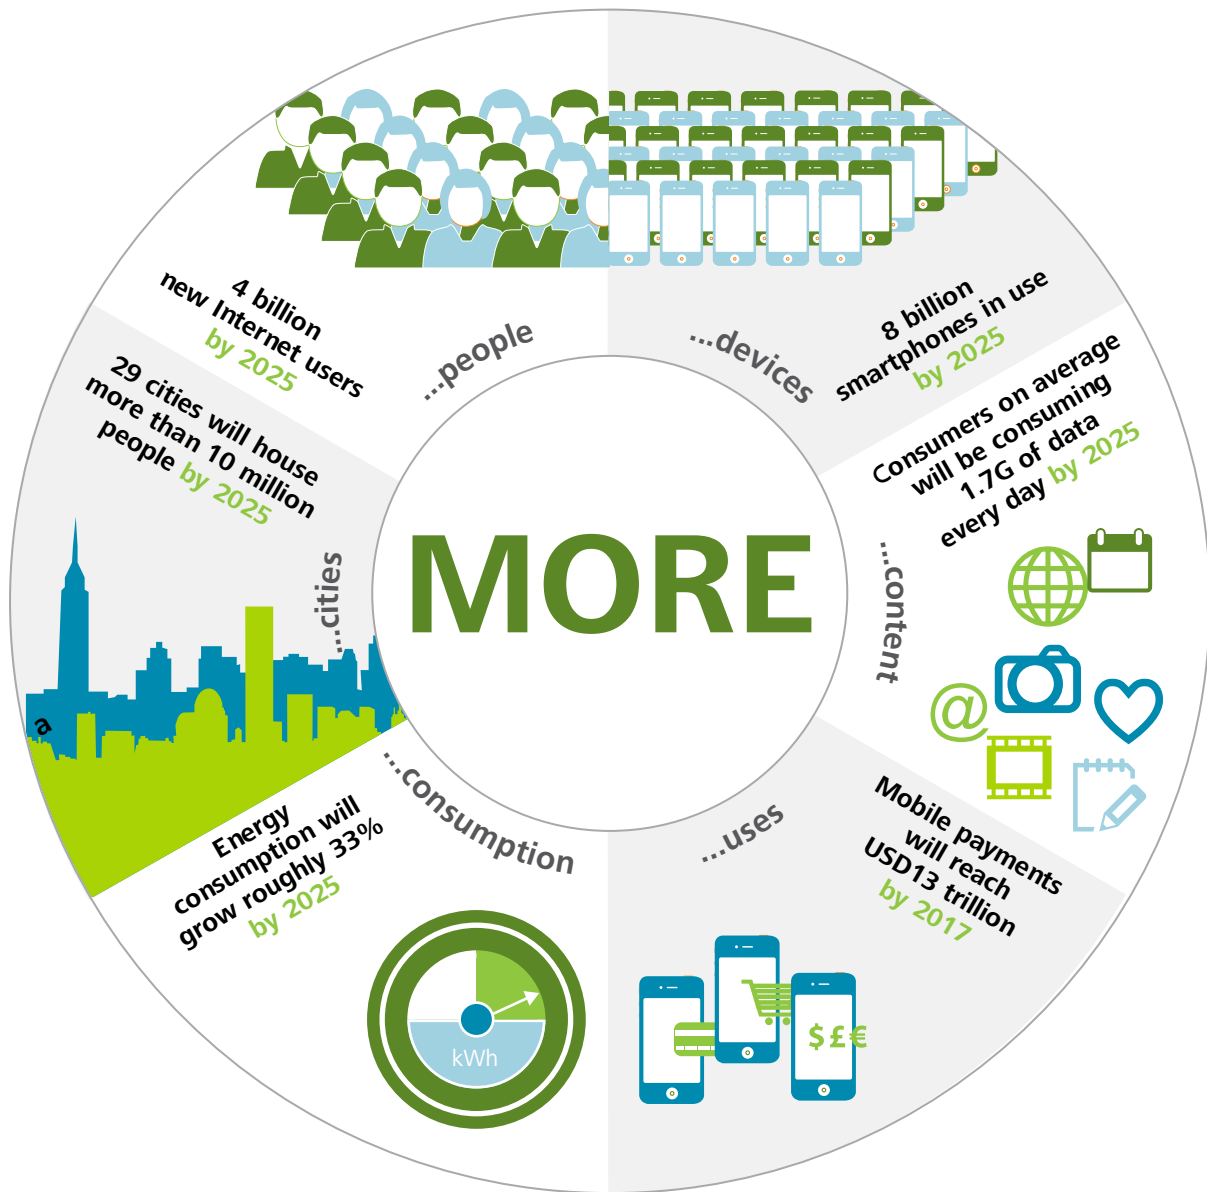 MORE
...people
4 billion
new Internet users
by 2025
...devices
8 billion
smartphones in use
by 2025
...content
Consumers on average
will be consuming
1.7G of data
every day by 2025
@
...uses
Mobile payments
will reach
USD13 trillion
by 2017
$£€
...consumption
Energy
consumption will
grow roughly 33%
by 2025
kWh
...cities
29 cities will house
more than 10 million
people by 2025
a